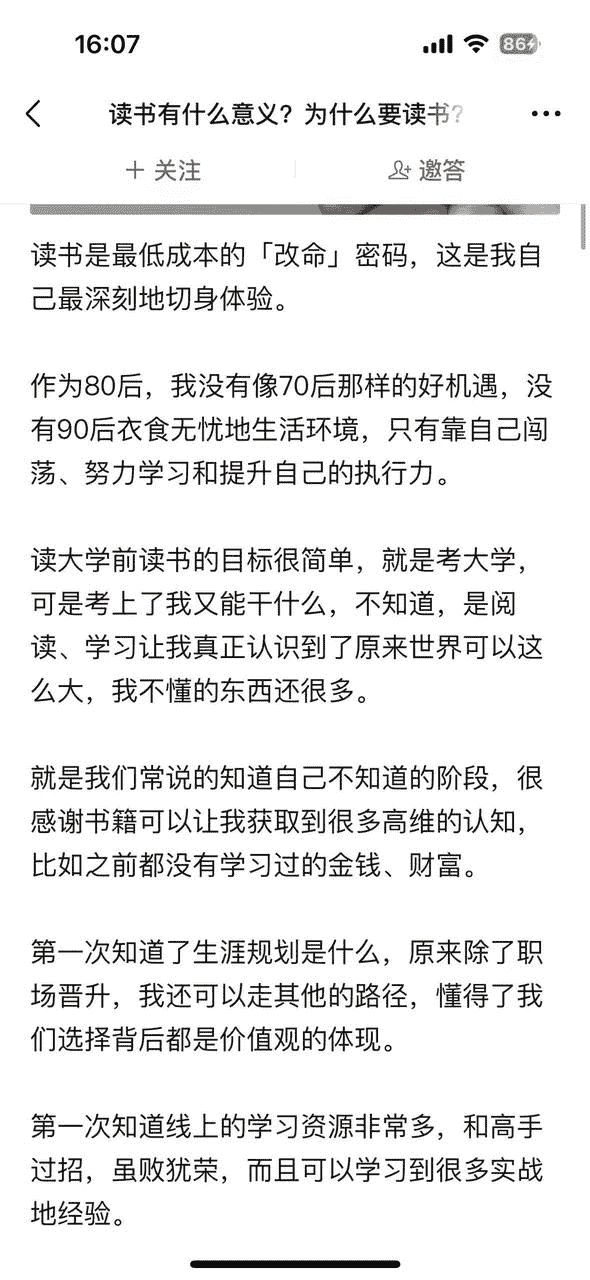 16:07
86
读书有什么意义？为什么要读书？
+ 关注
邀答
读书是最低成本的「改命」密码，这是我自
己最深刻地切身体验。
作为80后，我没有像70后那样的好机遇，没
有90后衣食无忧地生活环境，只有靠自己闯
荡、努力学习和提升自己的执行力。
读大学前读书的目标很简单，就是考大学，
可是考上了我又能干什么，不知道，是阅
读、学习让我真正认识到了原来世界可以这
么大，我不懂的东西还很多。
就是我们常说的知道自己不知道的阶段，很
感谢书籍可以让我获取到很多高维的认知，
比如之前都没有学习过的金钱、财富。
第一次知道了生涯规划是什么，原来除了职
场晋升，我还可以走其他的路径，懂得了我
们选择背后都是价值观的体现。
第一次知道线上的学习资源非常多，和高手
过招，虽败犹荣，而且可以学习到很多实战
地经验。